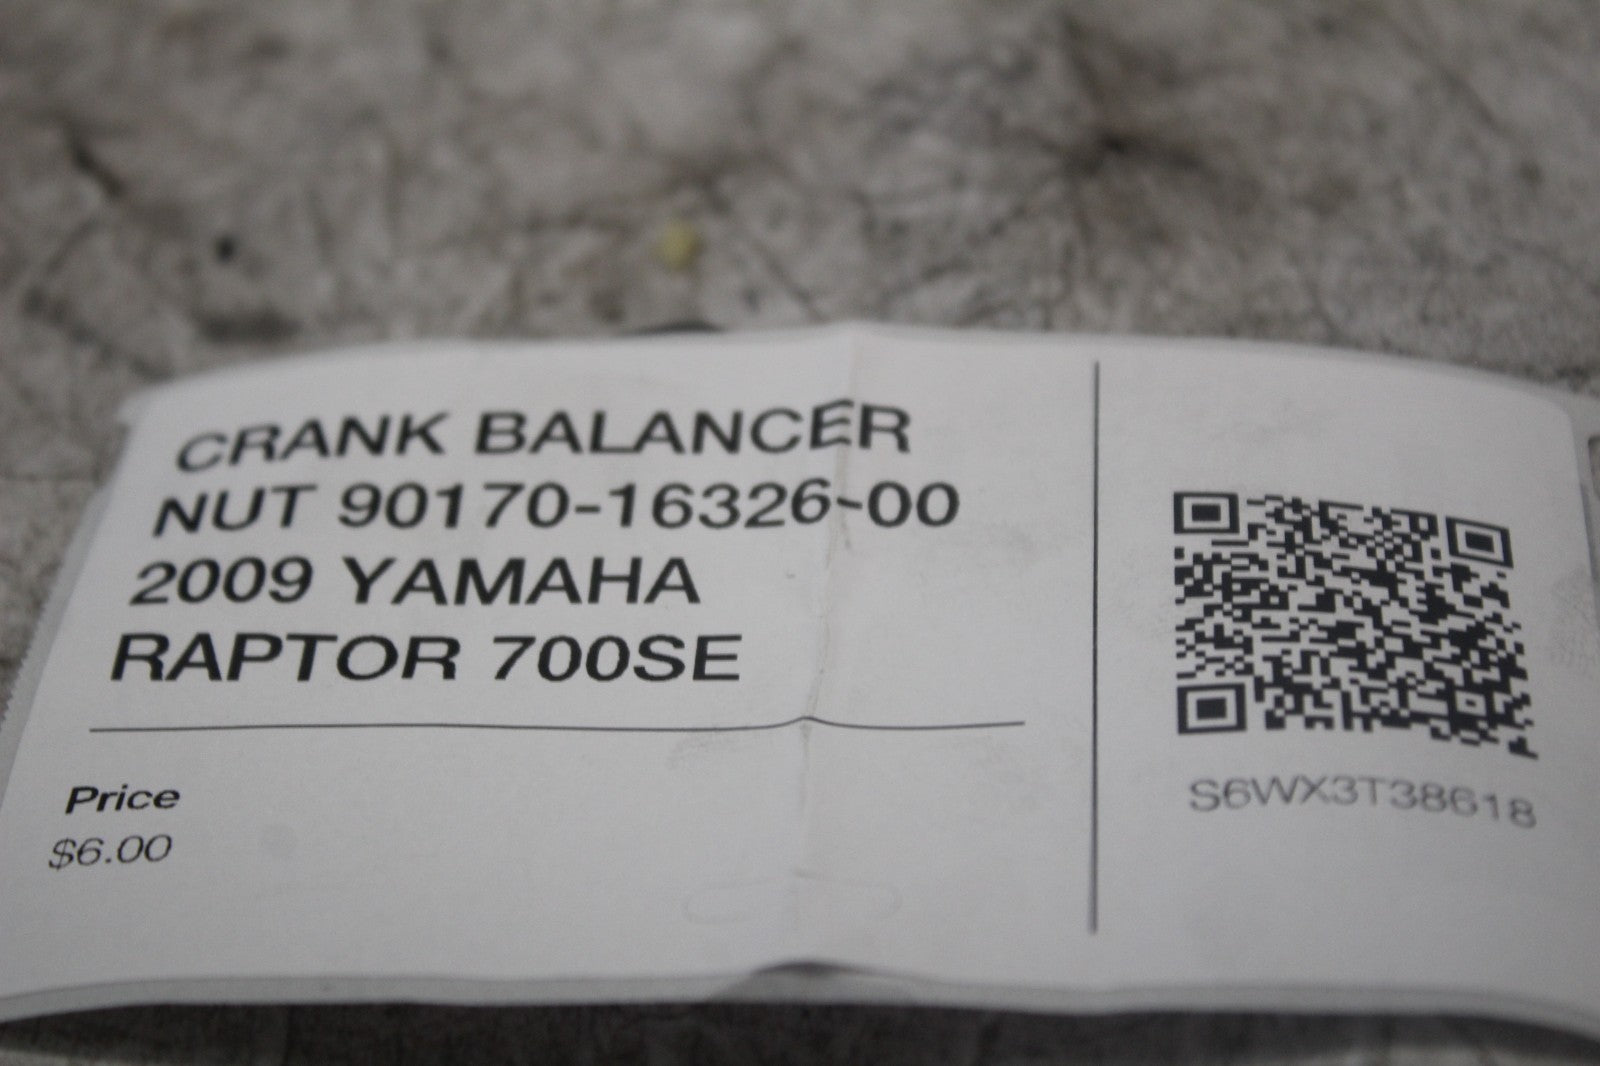 CRANK BALANCER
NUT 90170-16326-00
2009 YAMAHA
RAPTOR 700SE
Price
$6.00
S6WX3T38618